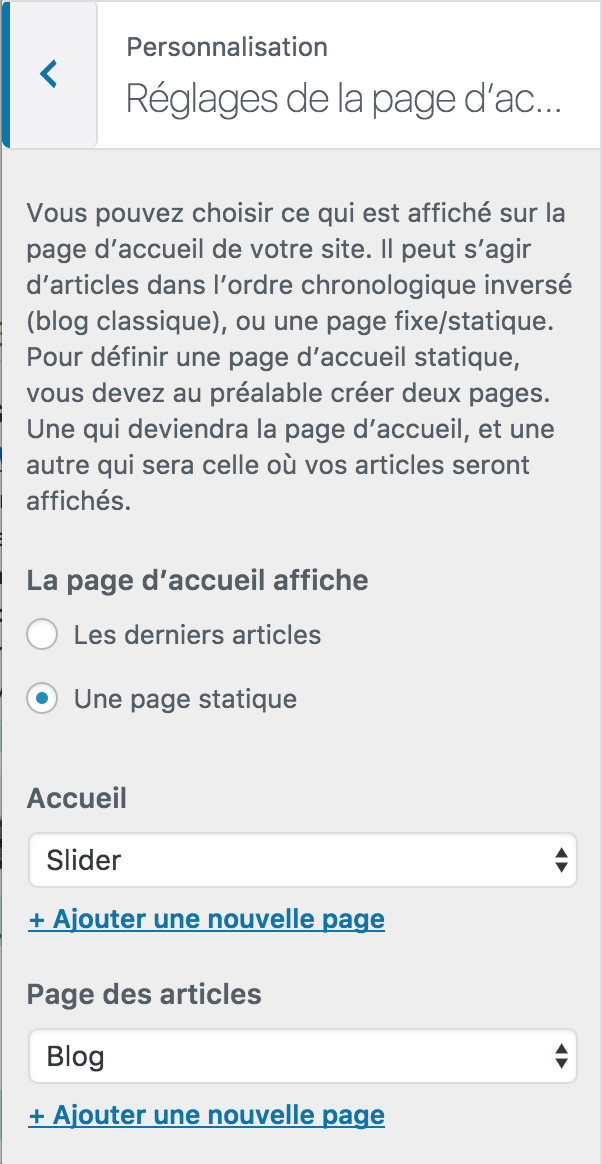 Personnalisation
Réglages de la page d’ac...
Vous pouvez choisir ce qui est affiché sur la
page d’accueil de votre site. Il peut s’agir
d’articles dans l’ordre chronologique inversé
(blog classique), ou une page fixe/statique.
Pour définir une page d’accueil statique,
vous devez au préalable créer deux pages.
Une qui deviendra la page d’accueil, et une
autre qui sera celle où vos articles seront
affichés.
La page d’accueil affiche
Les derniers articles
Une page statique
Accueil
Slider
+ Ajouter une nouvelle page
Page des articles
Blog
+ Ajouter une nouvelle page